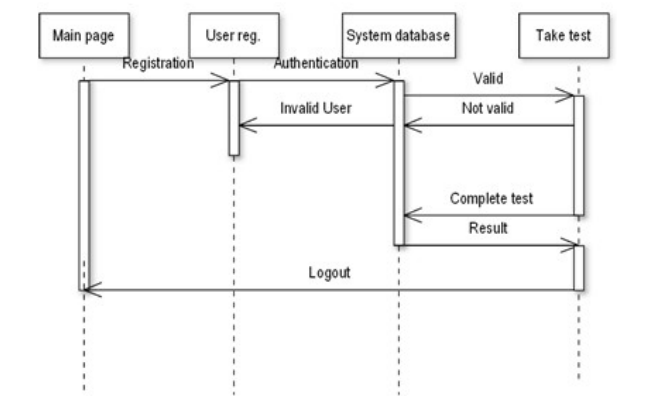 Main page
User reg.
System database
Take test
Registration
Authentication
Valid
Invalid User
Not valid
Complete test
Result
Logout